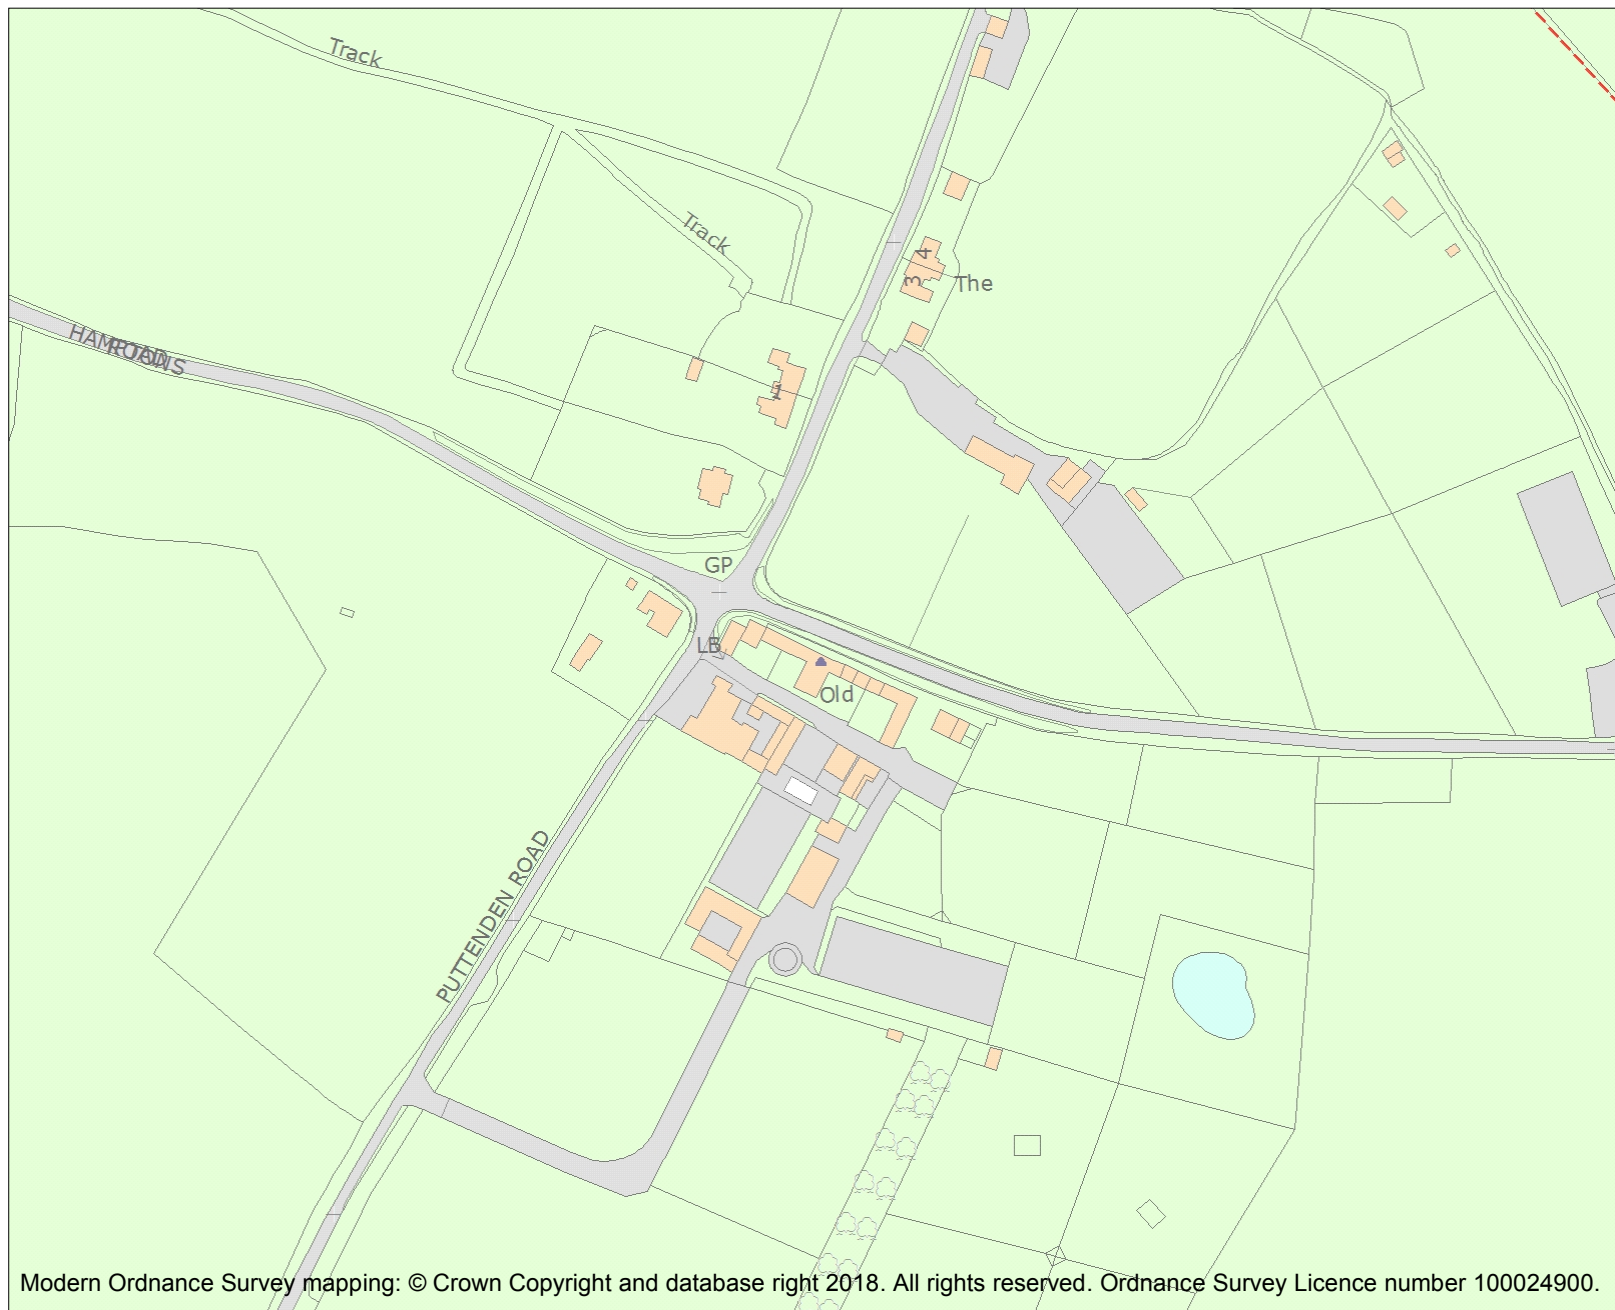 Track
Track
4
3
The
HAMPTONS
ROAD
1
GP
LB
Old
PUTTENDEN ROAD
Modern Ordnance Survey mapping: © Crown Copyright and database right 2018. All rights reserved. Ordnance Survey Licence number 100024900.